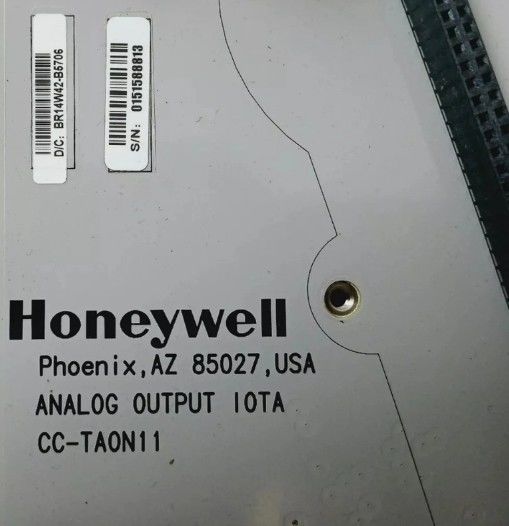 D/C: BR14W42-B5706
S/N: 0151588813
Honeywell
Phoenix,AZ 85027,USA
ANALOG OUTPUT IOTA
CC-TAON11